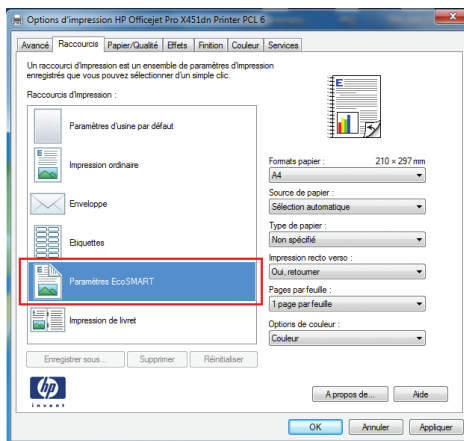 Options d'impression HP Officejet Pro X451dn Printer PCL 6
Avancé Raccourcis Papier/Qualité Effets Finition Couleur Services
Un raccourci d'impression est un ensemble de paramètres d'impression
enregistrés que vous pouvez sélectionner d'un simple clic.
Raccourcis d'impression :
Paramètres d'usine par défaut
Impression ordinaire
Enveloppe
Etiquettes
Paramètres EcoSMART
Impression de livret
Enregistrer sous... Supprimer Réinitialiser
Formats papier : 210 × 297 mm
A4
Source de papier :
Sélection automatique
Type de papier :
Non spécifié
Impression recto verso :
Oui, retourner
Pages par feuille :
1 page par feuille
Options de couleur :
Couleur
hp
invent
A propos de... Aide
OK Annuler Appliquer